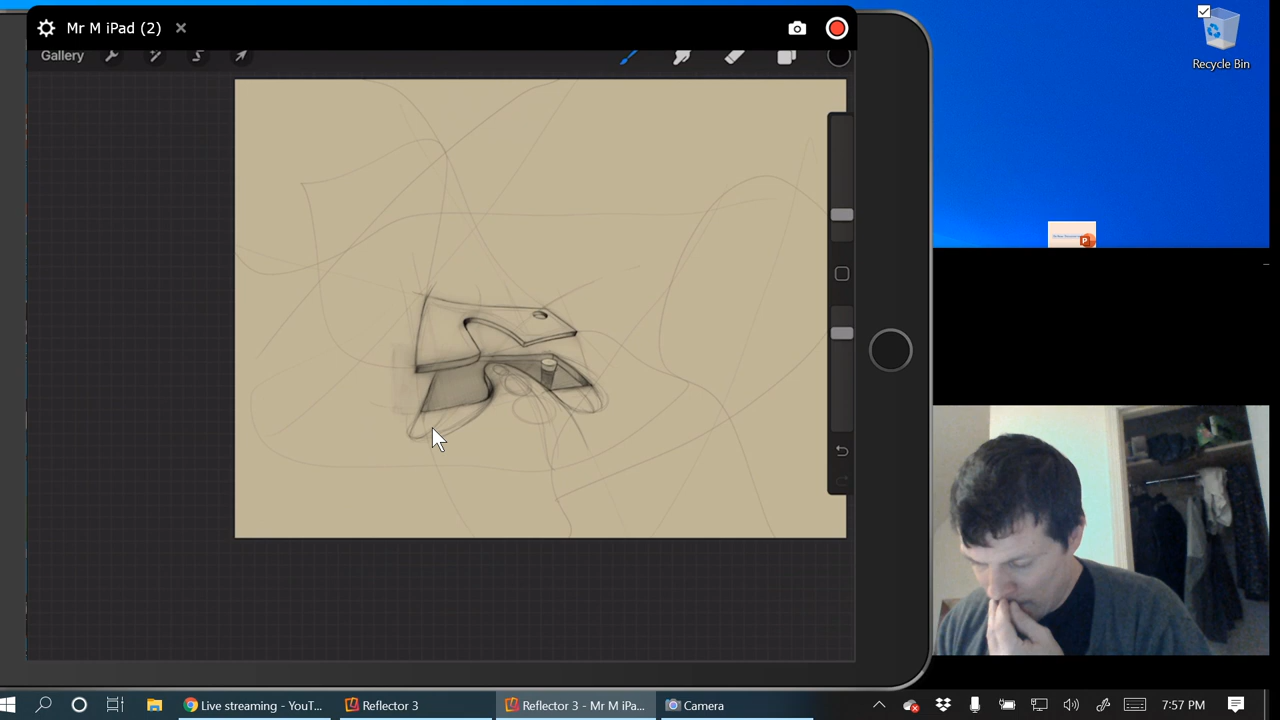 Mr M iPad (2)
Gallery
Recycle Bin
Live streaming - YouT...
Reflector 3
Reflector 3 - Mr M iPa...
Camera
7:57 PM